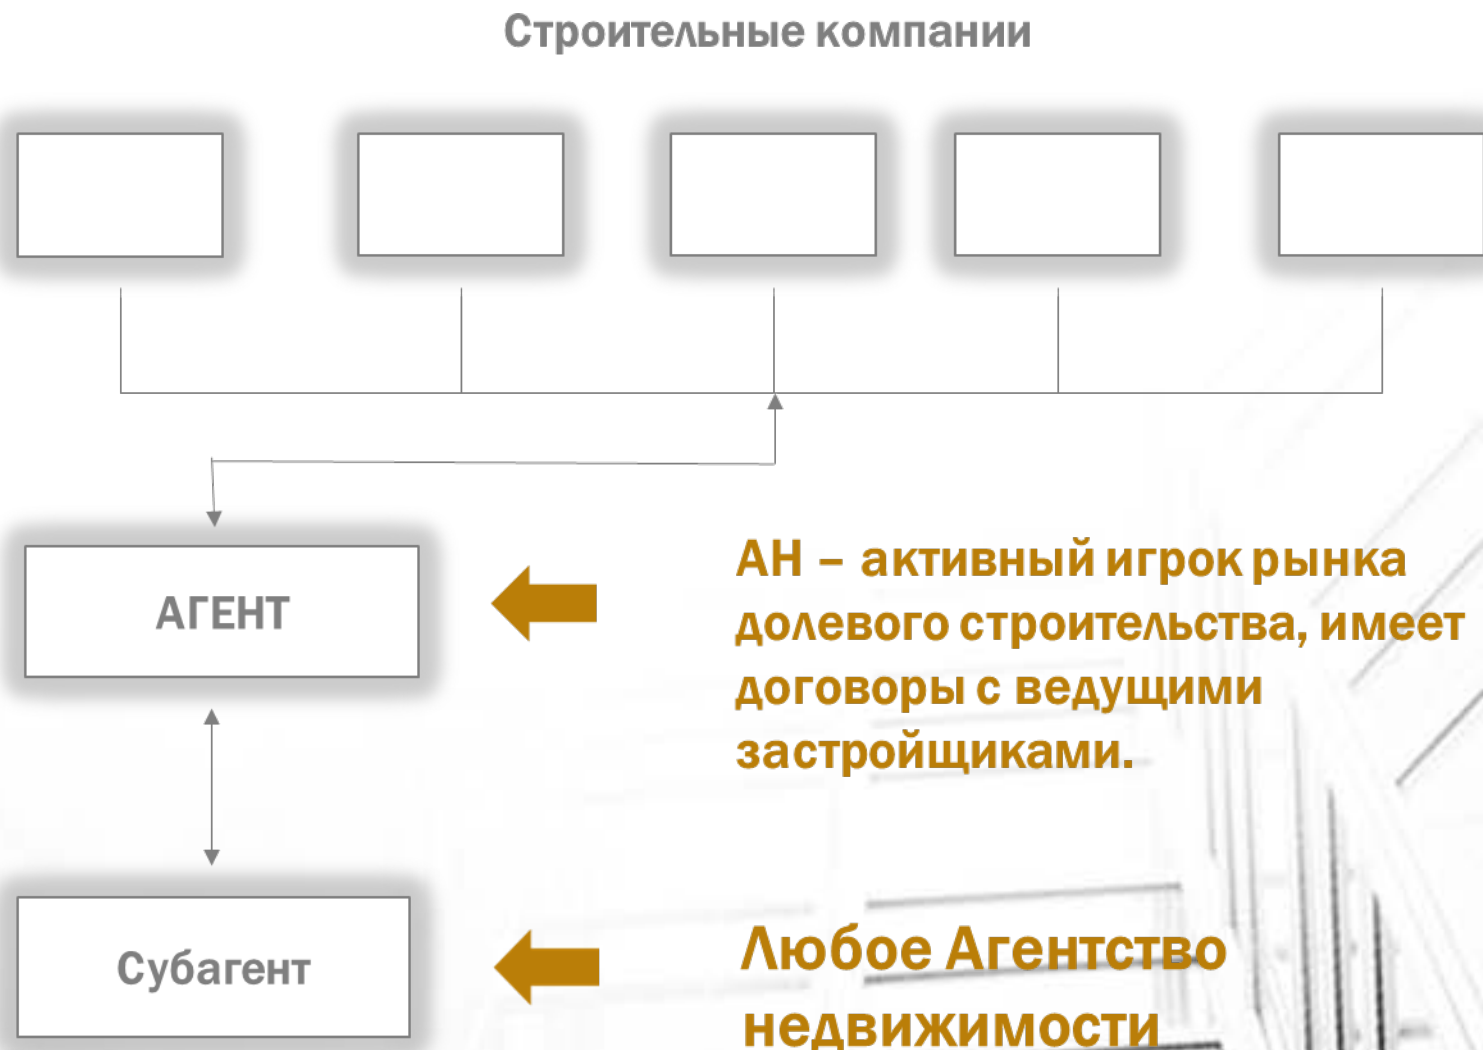 Строительные компании
АГЕНТ
АН – активный игрок рынка
долевого строительства, имеет
договоры с ведущими
застройщиками.
Субагент
Любое Агентство
недвижимости